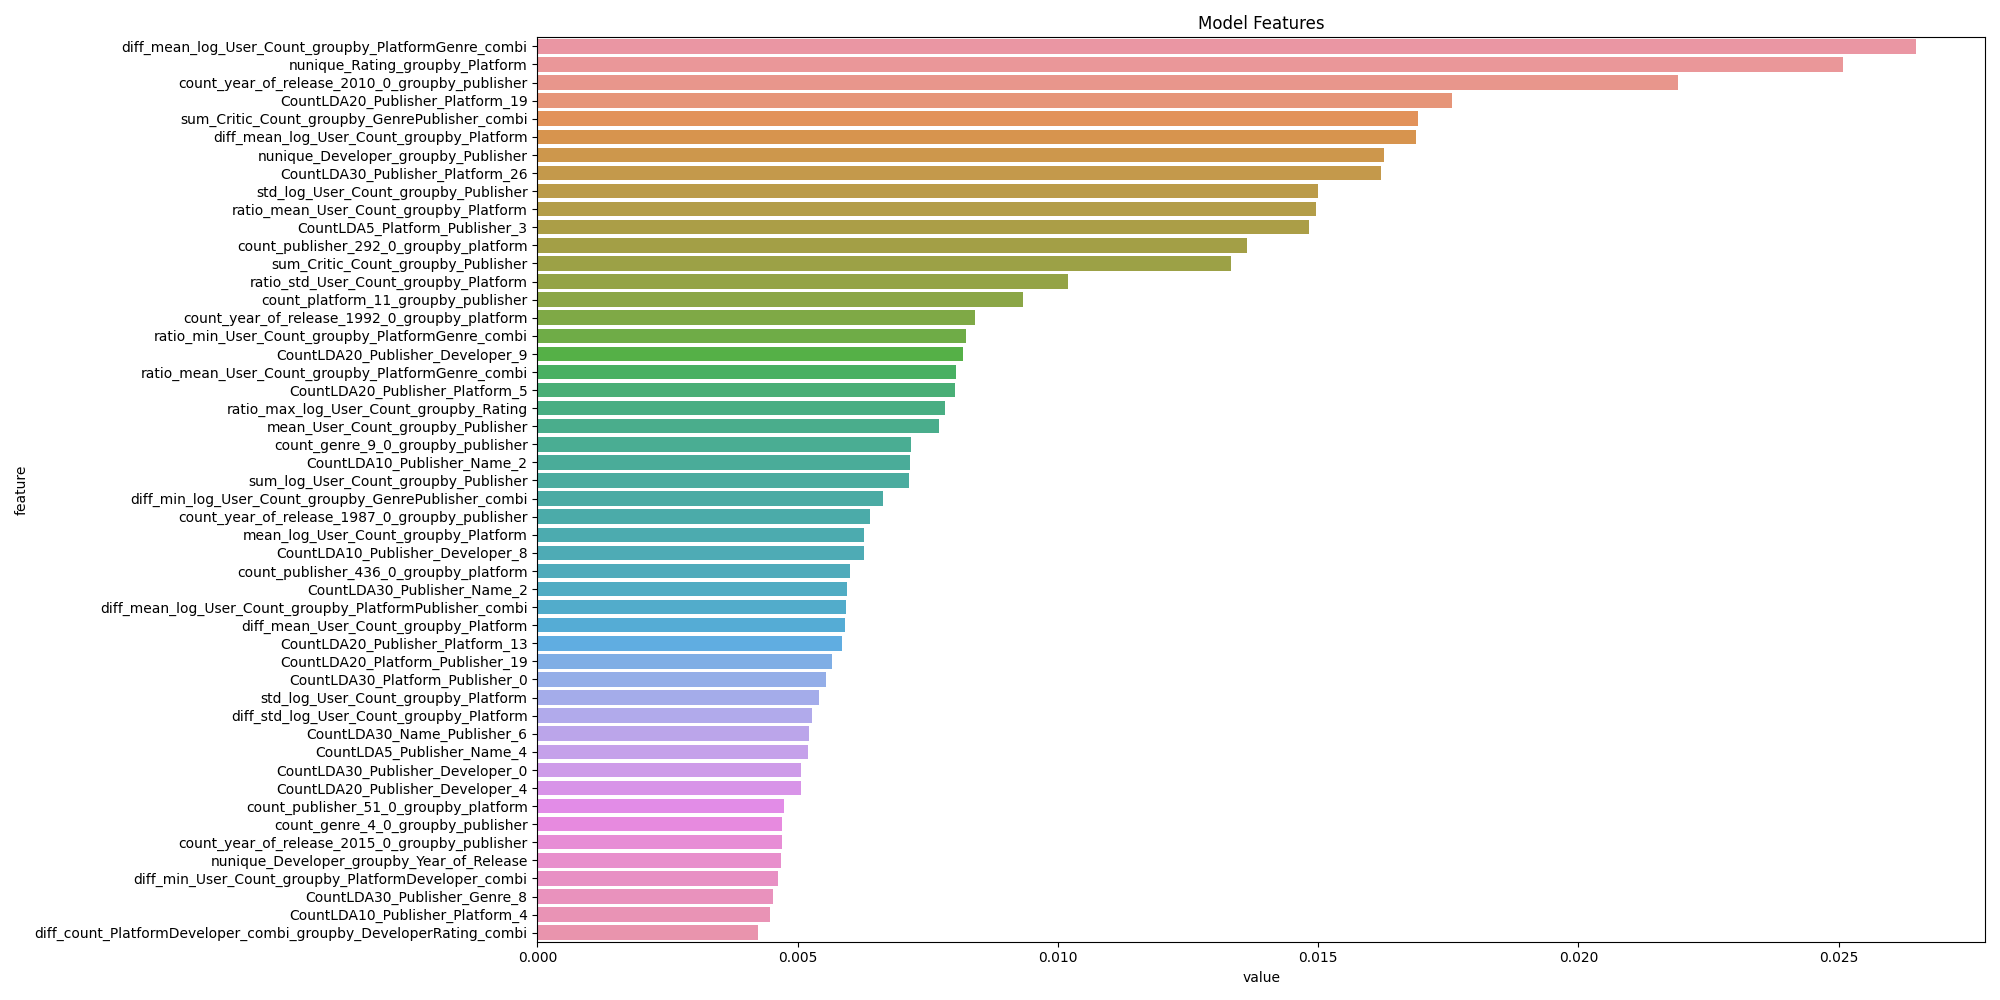 Model Features
diff_mean_log_User_Count_groupby_PlatformGenre_combi
nunique_Rating_groupby_Platform
count_year_of_release_2010_0_groupby_publisher
CountLDA20_Publisher_Platform_19
sum_Critic_Count_groupby_GenrePublisher_combi
diff_mean_log_User_Count_groupby_Platform
nunique_Developer_groupby_Publisher
CountLDA30_Publisher_Platform_26
std_log_User_Count_groupby_Publisher
ratio_mean_User_Count_groupby_Platform
CountLDA5_Platform_Publisher_3
count_publisher_292_0_groupby_platform
sum_Critic_Count_groupby_Publisher
ratio_std_User_Count_groupby_Platform
count_platform_11_groupby_publisher
count_year_of_release_1992_0_groupby_platform
ratio_min_User_Count_groupby_PlatformGenre_combi
CountLDA20_Publisher_Developer_9
ratio_mean_User_Count_groupby_PlatformGenre_combi
CountLDA20_Publisher_Platform_5
ratio_max_log_User_Count_groupby_Rating
mean_User_Count_groupby_Publisher
count_genre_9_0_groupby_publisher
CountLDA10_Publisher_Name_2
sum_log_User_Count_groupby_Publisher
diff_min_log_User_Count_groupby_GenrePublisher_combi
count_year_of_release_1987_0_groupby_publisher
mean_log_User_Count_groupby_Platform
CountLDA10_Publisher_Developer_8
count_publisher_436_0_groupby_platform
CountLDA30_Publisher_Name_2
diff_mean_log_User_Count_groupby_PlatformPublisher_combi
diff_mean_User_Count_groupby_Platform
CountLDA20_Publisher_Platform_13
CountLDA20_Platform_Publisher_19
CountLDA30_Platform_Publisher_0
std_log_User_Count_groupby_Platform
diff_std_log_User_Count_groupby_Platform
CountLDA30_Name_Publisher_6
CountLDA5_Publisher_Name_4
CountLDA30_Publisher_Developer_0
CountLDA20_Publisher_Developer_4
count_publisher_51_0_groupby_platform
count_genre_4_0_groupby_publisher
count_year_of_release_2015_0_groupby_publisher
nunique_Developer_groupby_Year_of_Release
diff_min_User_Count_groupby_PlatformDeveloper_combi
CountLDA30_Publisher_Genre_8
CountLDA10_Publisher_Platform_4
diff_count_PlatformDeveloper_combi_groupby_DeveloperRating_combi
feature
0.000 0.005 0.010 0.015 0.020 0.025
value